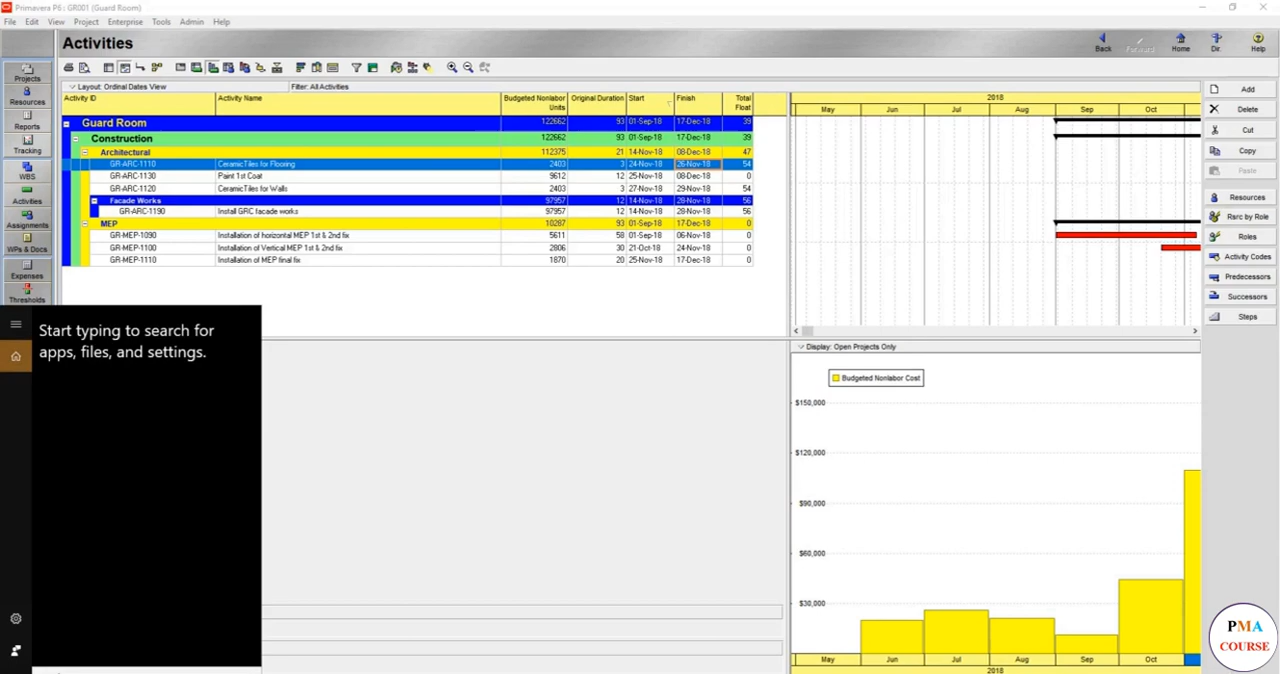 Primavera P6 : GR001 (Guard Room)
File Edit View Project Enterprise Tools Admin Help
Activities
Back Forward Home Dir. Help
Projects
Resources
Reports
Tracking
WBS
Activities
Assignments
WPs & Docs
Expenses
Thresholds
Layout: Ordinal Dates View Filter: All Activities
Activity ID Activity Name Budgeted Nonlabor Units Original Duration Start Finish Total Float
Guard Room 122662 93 01-Sep-18 17-Dec-18 39
Construction 122662 93 01-Sep-18 17-Dec-18 39
Architectural 112375 21 14-Nov-18 08-Dec-18 47
GR-ARC-1110 CeramicTiles for Flooring 2403 3 24-Nov-18 26-Nov-18 54
GR-ARC-1130 Paint 1st Coat 9612 12 25-Nov-18 08-Dec-18 0
GR-ARC-1120 CeramicTiles for Walls 2403 3 27-Nov-18 29-Nov-18 54
Facade Works 97957 12 14-Nov-18 28-Nov-18 56
GR-ARC-1190 Install GRC facade works 97957 12 14-Nov-18 28-Nov-18 56
MEP 10287 93 01-Sep-18 17-Dec-18 0
GR-MEP-1090 Installation of horizontal MEP 1st & 2nd fix 5611 58 01-Sep-18 06-Nov-18 0
GR-MEP-1100 Installation of Vertical MEP 1st & 2nd fix 2806 30 21-Oct-18 24-Nov-18 0
GR-MEP-1110 Installation of MEP final fix 1870 20 25-Nov-18 17-Dec-18 0
2018
May Jun Jul Aug Sep Oct
Add
Delete
Cut
Copy
Paste
Resources
Rsrc by Role
Roles
Activity Codes
Predecessors
Successors
Steps
Start typing to search for
apps, files, and settings.
Display: Open Projects Only
Budgeted Nonlabor Cost
$150,000
$120,000
$90,000
$60,000
$30,000
May Jun Jul Aug Sep Oct
2018
PMA
COURSE